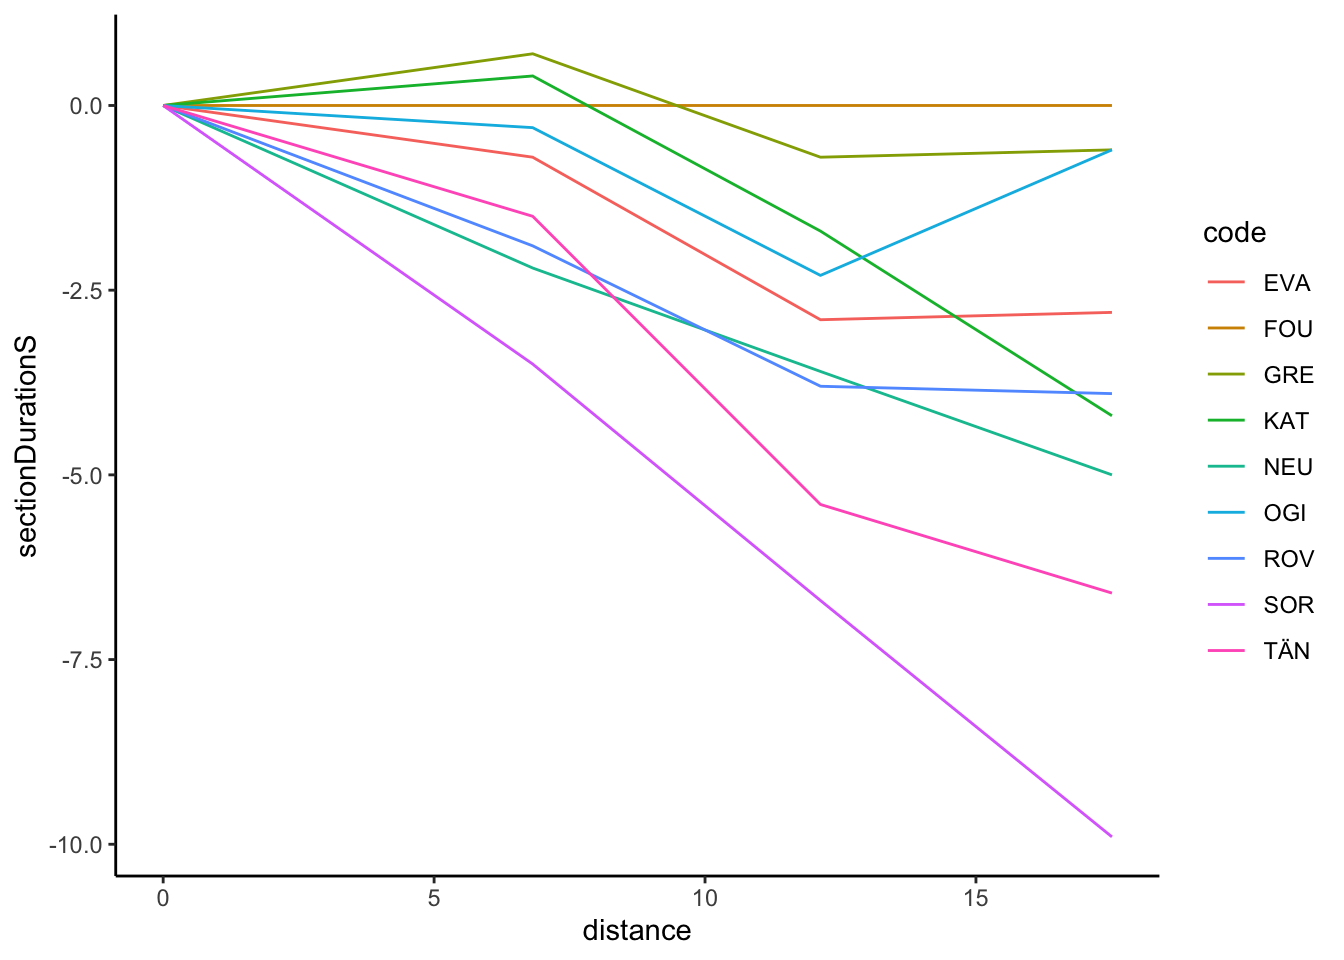 sectionDurationS
0.0
-2.5
-5.0
-7.5
-10.0
0 5 10 15
distance
code
EVA
FOU
GRE
KAT
NEU
OGI
ROV
SOR
TÄN